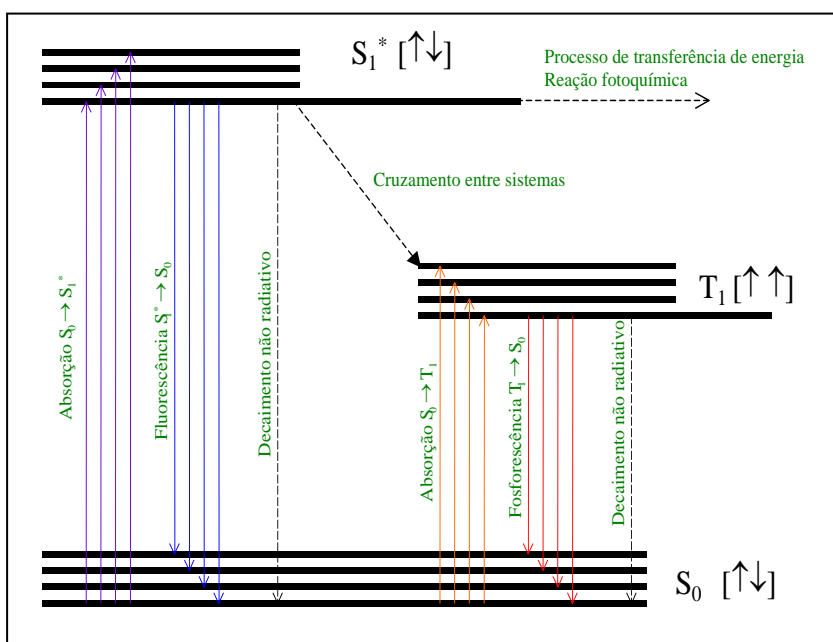 S₁* [↑↓]
Processo de transferência de energia
Reação fotoquímica
Cruzamento entre sistemas
T₁ [↑↑]
Absorção S₀ → S₁*
Fluorescência S₁* → S₀
Decaimento não radiativo
Absorção S₀ → T₁
Fosforescência T₁ → S₀
Decaimento não radiativo
S₀ [↑↓]